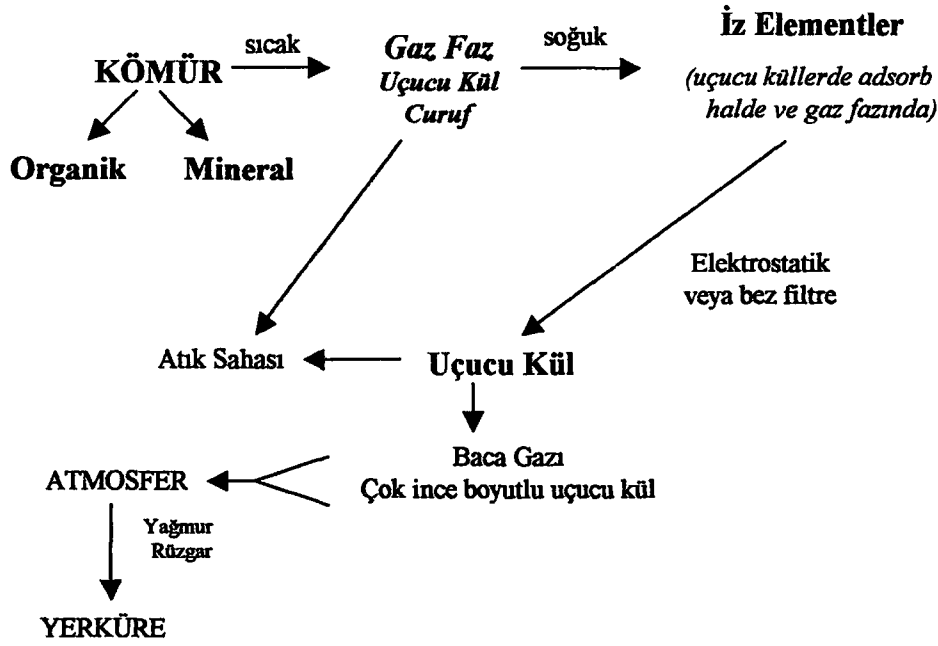 KÖMÜR
sıcak
Gaz Faz
Uçucu Kül
Curuf
soğuk
İz Elementler
(uçucu küllerde adsorb
halde ve gaz fazında)
Organik
Mineral
Elektrostatik
veya bez filtre
Atık Sahası
Uçucu Kül
Baca Gazı
Çok ince boyutlu uçucu kül
ATMOSFER
Yağmur
Rüzgar
YERKÜRE